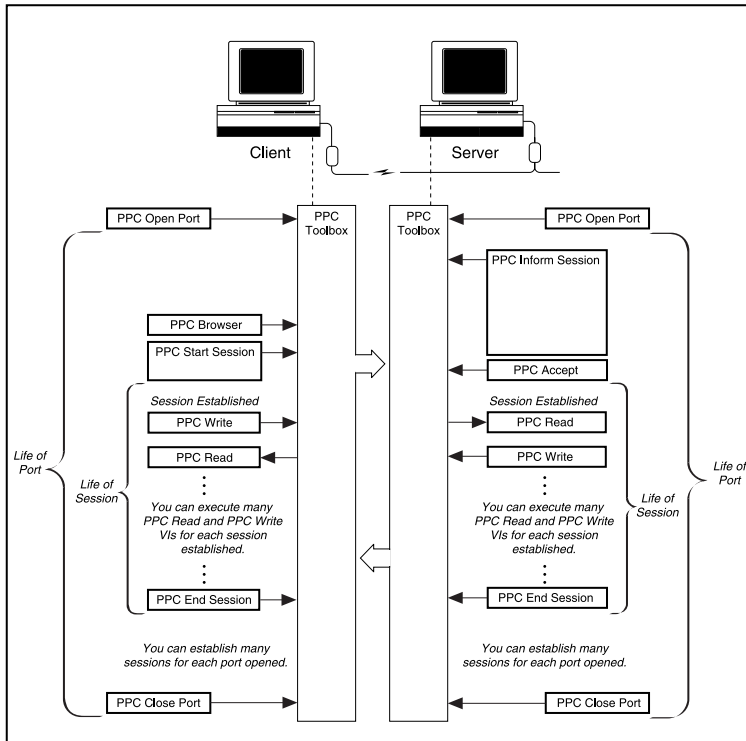 Client
Server
PPC Open Port
PPC
Toolbox
PPC
Toolbox
PPC Open Port
PPC Inform Session
PPC Browser
PPC Start Session
PPC Accept
Session Established
Session Established
PPC Write
PPC Read
PPC Read
PPC Write
Life of
Port
Life of
Session
Life of
Session
Life of
Port
You can execute many
PPC Read and PPC Write
VIs for each session
established.
You can execute many
PPC Read and PPC Write
VIs for each session
established.
PPC End Session
PPC End Session
You can establish many
sessions for each port opened.
You can establish many
sessions for each port opened.
PPC Close Port
PPC Close Port